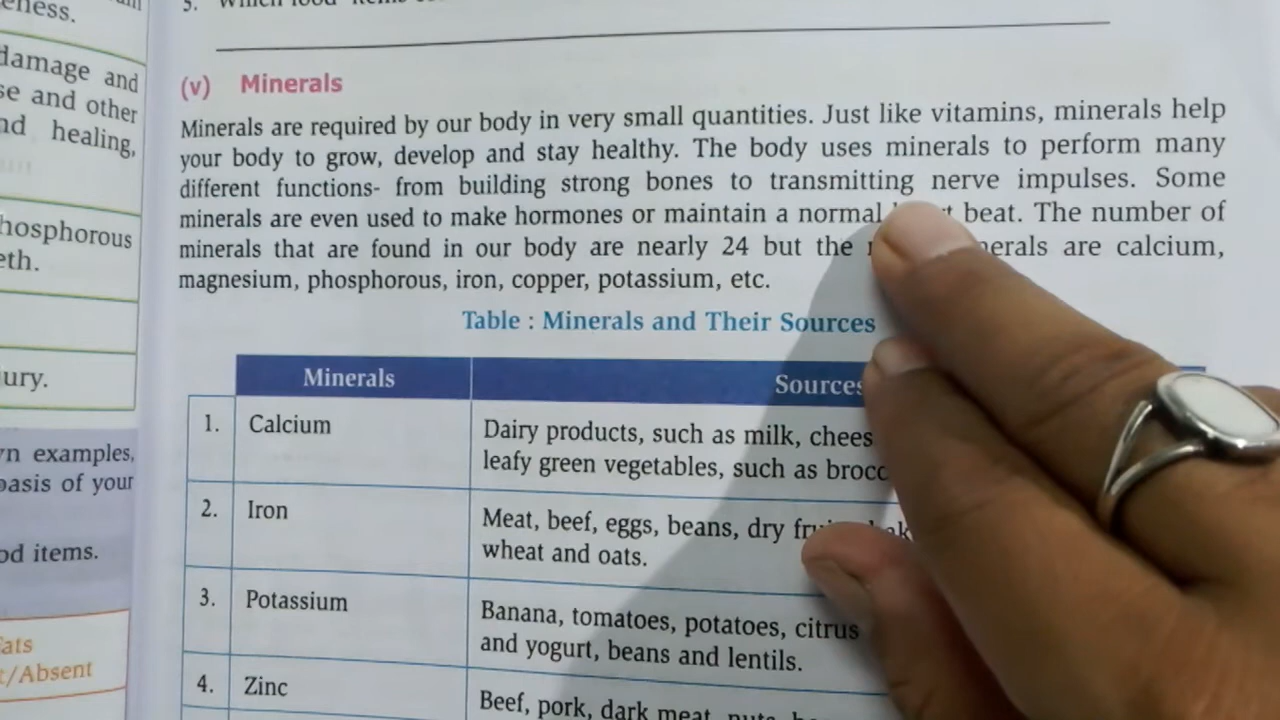 eness.
damage and
se and other
nd healing,
hosphorous
eth.
ury.
n examples,
basis of your
od items.
ats
t/Absent
5.
(v) Minerals
Minerals are required by our body in very small quantities. Just like vitamins, minerals help
your body to grow, develop and stay healthy. The body uses minerals to perform many
different functions- from building strong bones to transmitting nerve impulses. Some
minerals are even used to make hormones or maintain a normal beat. The number of
minerals that are found in our body are nearly 24 but the erals are calcium,
magnesium, phosphorous, iron, copper, potassium, etc.
Table : Minerals and Their Sources
Minerals Sources
1. Calcium Dairy products, such as milk, chees
leafy green vegetables, such as brocc
2. Iron Meat, beef, eggs, beans, dry
wheat and oats.
3. Potassium Banana, tomatoes, potatoes, citrus
and yogurt, beans and lentils.
4. Zinc Beef, pork, dark meat,